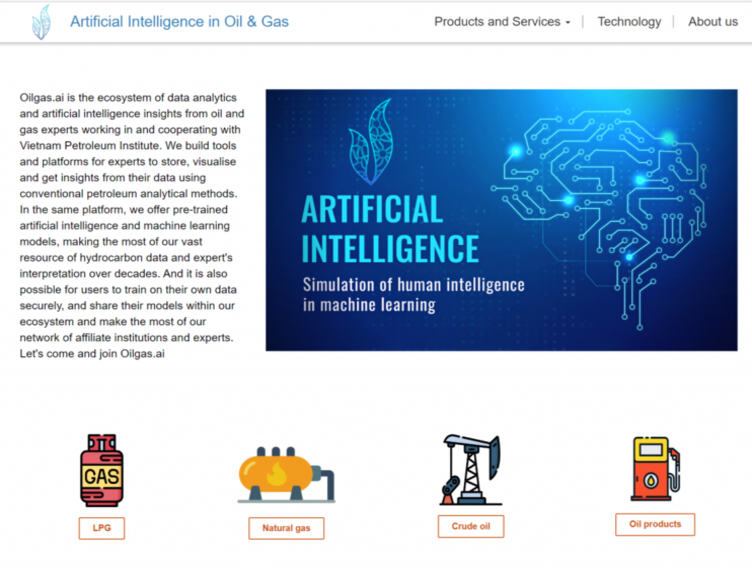 Artificial Intelligence in Oil & Gas
Products and Services
Technology
About us
Oilgas.ai is the ecosystem of data analytics
and artificial intelligence insights from oil and
gas experts working in and cooperating with
Vietnam Petroleum Institute. We build tools
and platforms for experts to store, visualise
and get insights from their data using
conventional petroleum analytical methods.
In the same platform, we offer pre-trained
artificial intelligence and machine learning
models, making the most of our vast
resource of hydrocarbon data and expert's
interpretation over decades. And it is also
possible for users to train on their own data
securely, and share their models within our
ecosystem and make the most of our
network of affiliate institutions and experts.
Let's come and join Oilgas.ai
ARTIFICIAL
INTELLIGENCE
Simulation of human intelligence
in machine learning
GAS
LPG
Natural gas
Crude oil
Oil products